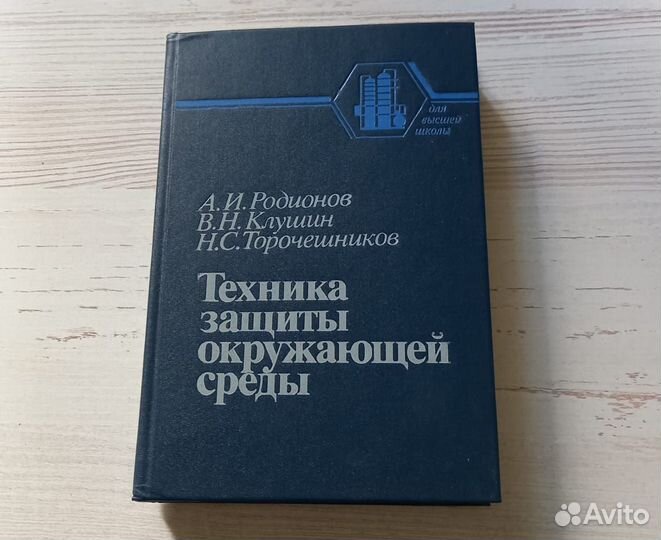 для
высшей
школы
А.И.Родионов
В.Н.Клушин
Н.С.Торочешников
Техника
защиты
окружающей
среды
Avito